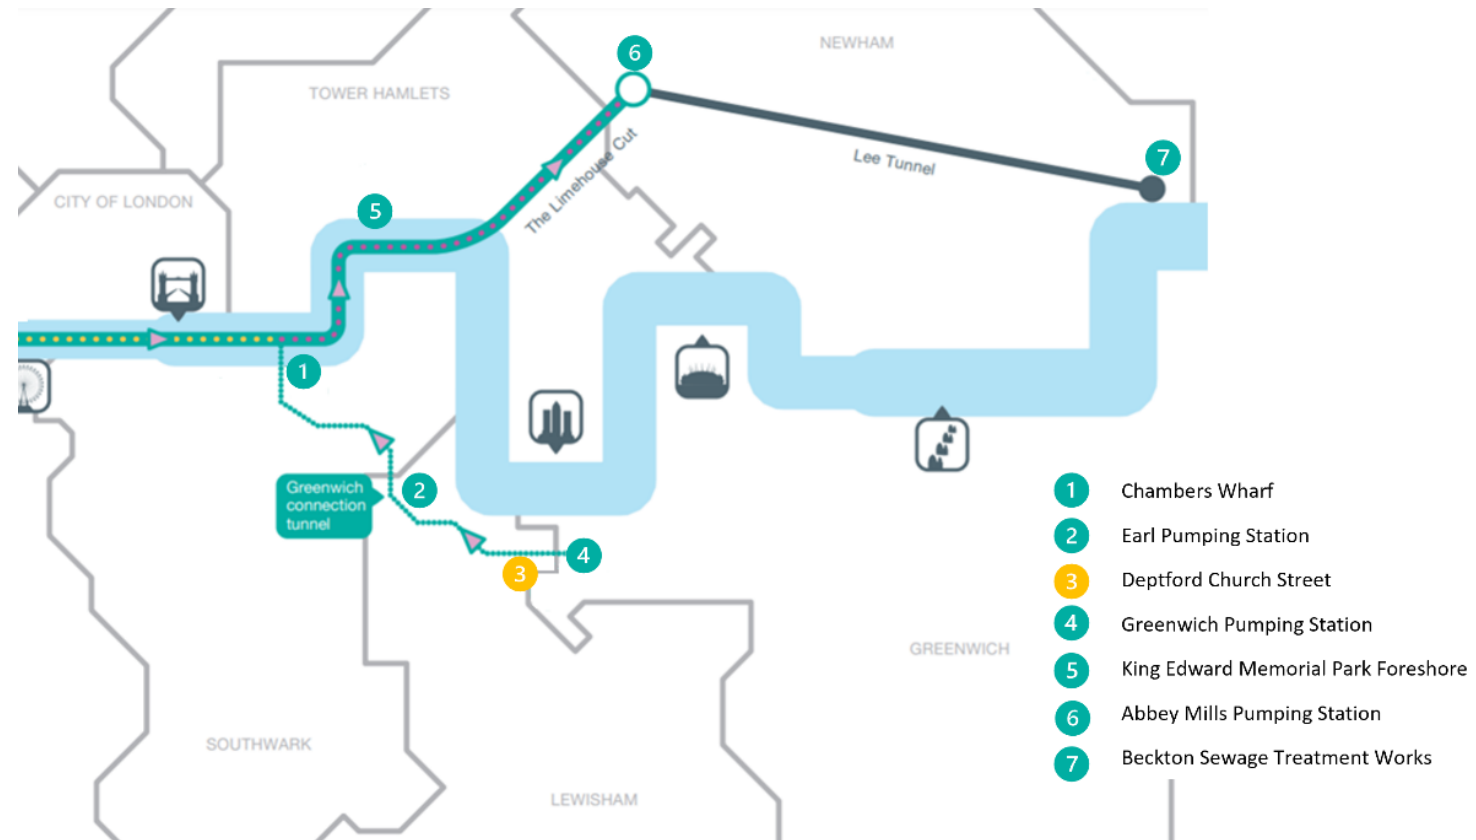 6
NEWHAM
TOWER HAMLETS
7
Lee Tunnel
The Limehouse Cut
CITY OF LONDON
5
1
Greenwich
connection
tunnel
2
4
3
GREENWICH
SOUTHWARK
LEWISHAM
1 Chambers Wharf
2 Earl Pumping Station
3 Deptford Church Street
4 Greenwich Pumping Station
5 King Edward Memorial Park Foreshore
6 Abbey Mills Pumping Station
7 Beckton Sewage Treatment Works